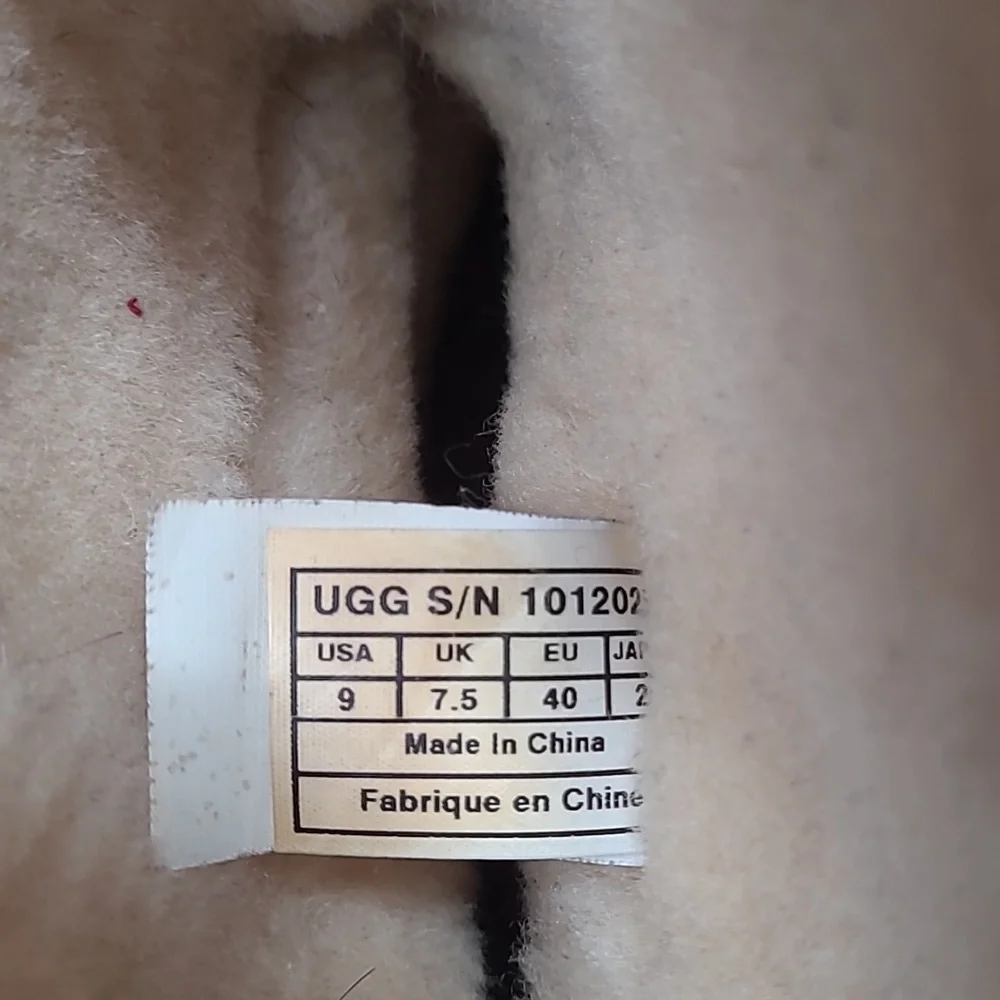 UGG S/N 101202
USA UK EU
9 7.5 40
Made In China
Fabrique en Chine